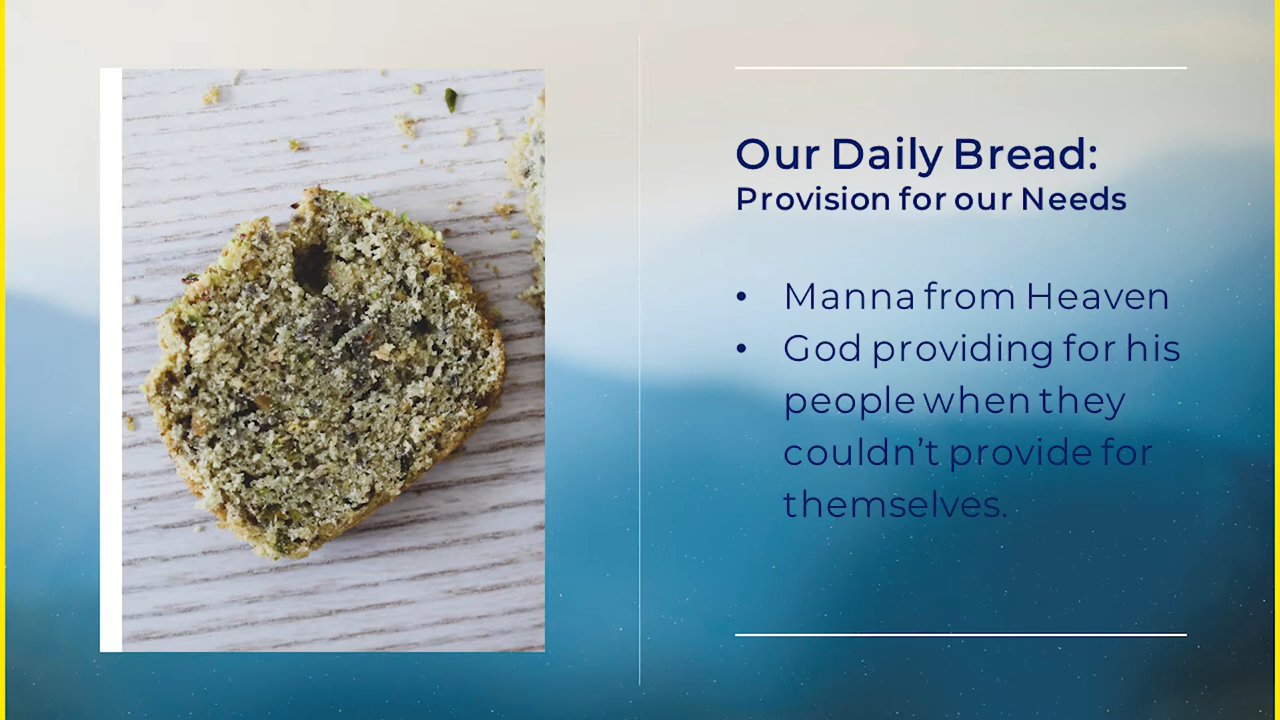 Our Daily Bread:
Provision for our Needs
• Manna from Heaven
• God providing for his
people when they
couldn’t provide for
themselves.